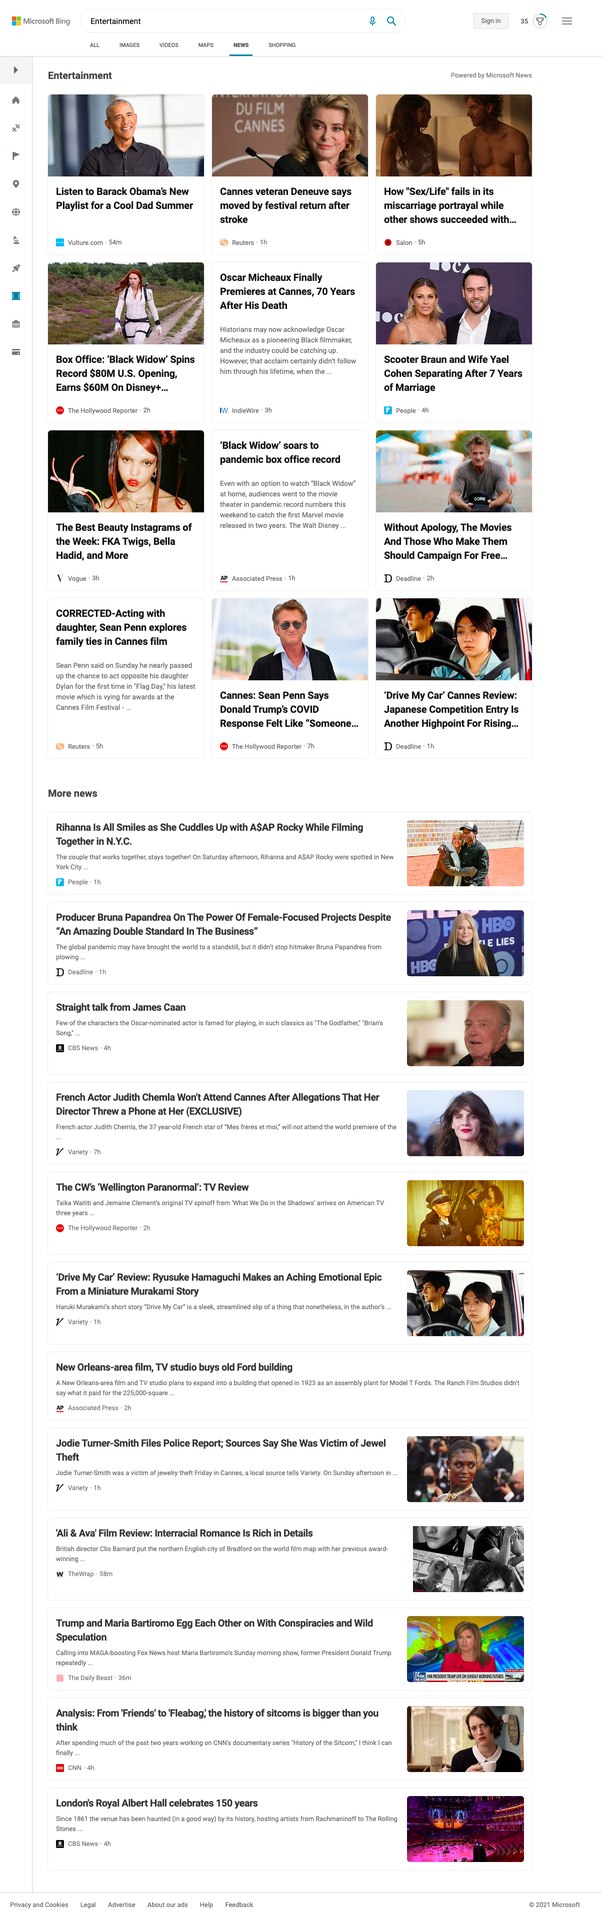 Microsoft Bing
Entertainment
Sign in
35
ALL IMAGES VIDEOS MAPS NEWS SHOPPING
Entertainment
Powered by Microsoft News
DU FILM
CANNES
Listen to Barack Obama's New
Playlist for a Cool Dad Summer
Vulture.com · 54m
Cannes veteran Deneuve says
moved by festival return after
stroke
Reuters · 1h
How "Sex/Life" fails in its
miscarriage portrayal while
other shows succeeded with...
Salon · 5h
Box Office: 'Black Widow' Spins
Record $80M U.S. Opening,
Earns $60M On Disney+...
The Hollywood Reporter · 2h
Oscar Micheaux Finally
Premieres at Cannes, 70 Years
After His Death
Historians may now acknowledge Oscar
Micheaux as a pioneering Black filmmaker,
and the industry could be catching up.
However, that acclaim certainly didn't follow
him through his lifetime, when the ...
IndieWire · 3h
Scooter Braun and Wife Yael
Cohen Separating After 7 Years
of Marriage
People · 4h
The Best Beauty Instagrams of
the Week: FKA Twigs, Bella
Hadid, and More
Vogue · 3h
'Black Widow' soars to
pandemic box office record
Even with an option to watch "Black Widow"
at home, audiences went to the movie
theater in pandemic record numbers this
weekend to catch the first Marvel movie
released in two years. The Walt Disney ...
AP Associated Press · 1h
CORE
Without Apology, The Movies
And Those Who Make Them
Should Campaign For Free...
Deadline · 2h
CORRECTED-Acting with
daughter, Sean Penn explores
family ties in Cannes film
Sean Penn said on Sunday he nearly passed
up the chance to act opposite his daughter
Dylan for the first time in "Flag Day," his latest
movie which is vying for awards at the
Cannes Film Festival - ...
Reuters · 5h
Cannes: Sean Penn Says
Donald Trump's COVID
Response Felt Like "Someone...
The Hollywood Reporter · 7h
'Drive My Car' Cannes Review:
Japanese Competition Entry Is
Another Highpoint For Rising...
Deadline · 1h
More news
Rihanna Is All Smiles as She Cuddles Up with A$AP Rocky While Filming
Together in N.Y.C.
The couple that works together, stays together! On Saturday afternoon, Rihanna and A$AP Rocky were spotted in New
York City ...
People · 1h
Producer Bruna Papandrea On The Power Of Female-Focused Projects Despite
"An Amazing Double Standard In The Business"
The global pandemic may have brought the world to a standstill, but it didn't stop hitmaker Bruna Papandrea from
plowing ...
Deadline · 1h
HBO
LE LIES
Straight talk from James Caan
Few of the characters the Oscar-nominated actor is famed for playing, in such classics as "The Godfather," "Brian's
Song," ...
CBS News · 4h
French Actor Judith Chemla Won't Attend Cannes After Allegations That Her
Director Threw a Phone at Her (EXCLUSIVE)
French actor Judith Chemla, the 37 year-old French star of "Mes freres et moi," will not attend the world premiere of the
...
Variety · 7h
The CW's 'Wellington Paranormal': TV Review
Taika Waititi and Jemaine Clement's original TV spinoff from 'What We Do in the Shadows' arrives on American TV
three years ...
The Hollywood Reporter · 2h
'Drive My Car' Review: Ryusuke Hamaguchi Makes an Aching Emotional Epic
From a Miniature Murakami Story
Haruki Murakami's short story "Drive My Car" is a sleek, streamlined slip of a thing that nonetheless, in the author's ...
Variety · 1h
New Orleans-area film, TV studio buys old Ford building
A New Orleans-area film and TV studio plans to expand into a building that opened in 1923 as an assembly plant for Model T Fords. The Ranch Film Studios didn't
say what it paid for the 225,000-square ...
AP Associated Press · 2h
Jodie Turner-Smith Files Police Report; Sources Say She Was Victim of Jewel
Theft
Jodie Turner-Smith was a victim of jewelry theft Friday in Cannes, a local source tells Variety. On Sunday afternoon in ...
Variety · 1h
'Ali & Ava' Film Review: Interracial Romance Is Rich in Details
British director Clio Barnard put the northern English city of Bradford on the world film map with her previous award-
winning ...
TheWrap · 58m
Trump and Maria Bartiromo Egg Each Other on With Conspiracies and Wild
Speculation
Calling into MAGA-boosting Fox News host Maria Bartiromo's Sunday morning show, former President Donald Trump
repeatedly ...
The Daily Beast · 36m
Analysis: From 'Friends' to 'Fleabag,' the history of sitcoms is bigger than you
think
After spending much of the past two years working on CNN's documentary series "History of the Sitcom," I think I can
finally ...
CNN · 4h
London's Royal Albert Hall celebrates 150 years
Since 1861 the venue has been haunted (in a good way) by its history, hosting artists from Rachmaninoff to The Rolling
Stones ...
CBS News · 4h
Privacy and Cookies Legal Advertise About our ads Help Feedback
© 2021 Microsoft